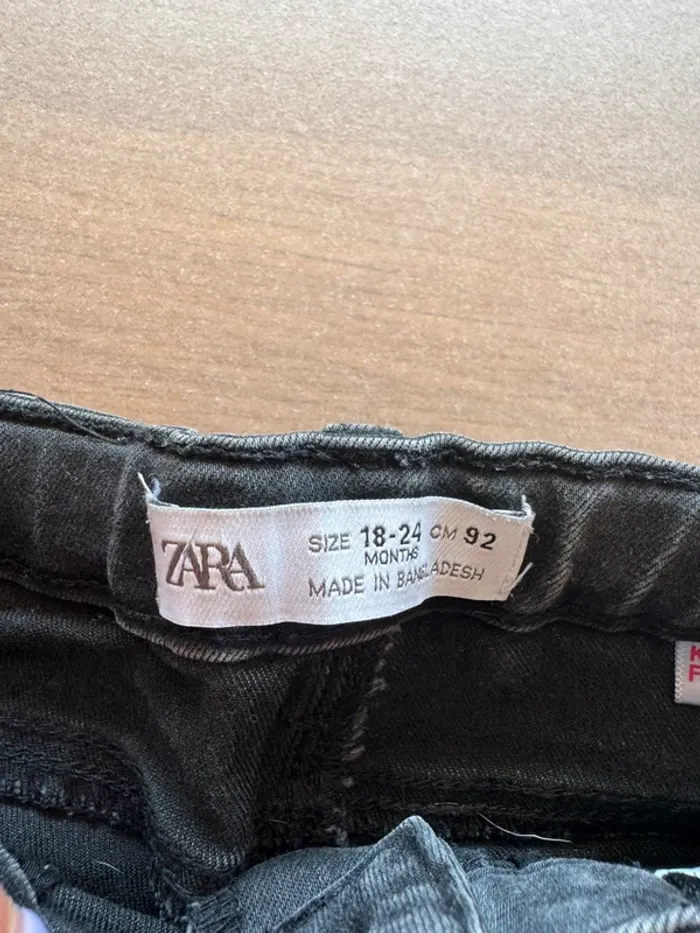 ZARA
SIZE 18-24 CM 92
MONTHS
MADE IN BANGLADESH
K
F